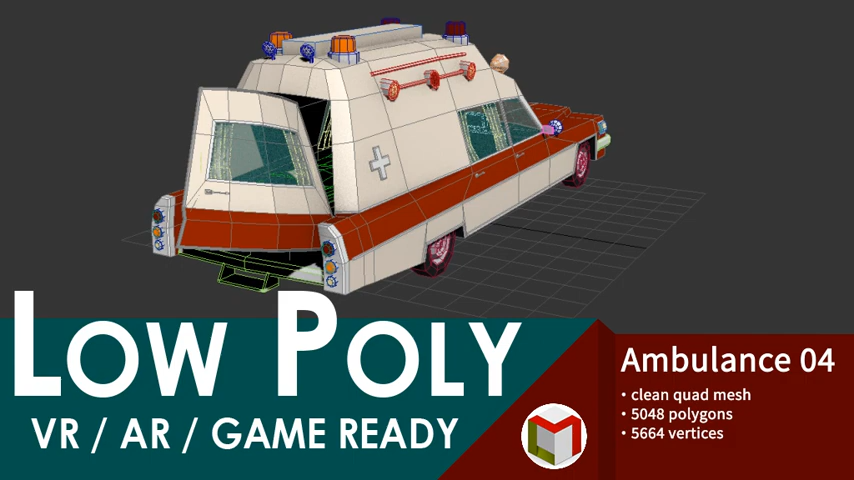 Low Poly
VR / AR / GAME READY
Ambulance 04
• clean quad mesh
• 5048 polygons
• 5664 vertices